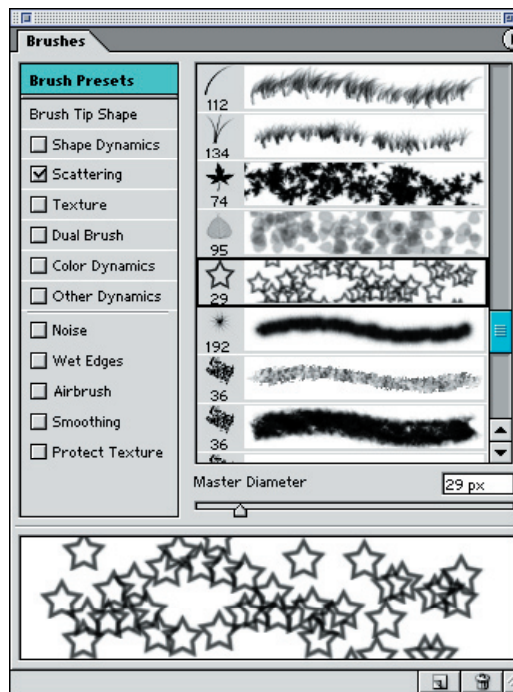 Brushes
Brush Presets
Brush Tip Shape
Shape Dynamics
Scattering
Texture
Dual Brush
Color Dynamics
Other Dynamics
Noise
Wet Edges
Airbrush
Smoothing
Protect Texture
112
134
74
95
29
192
36
36
Master Diameter
29 px